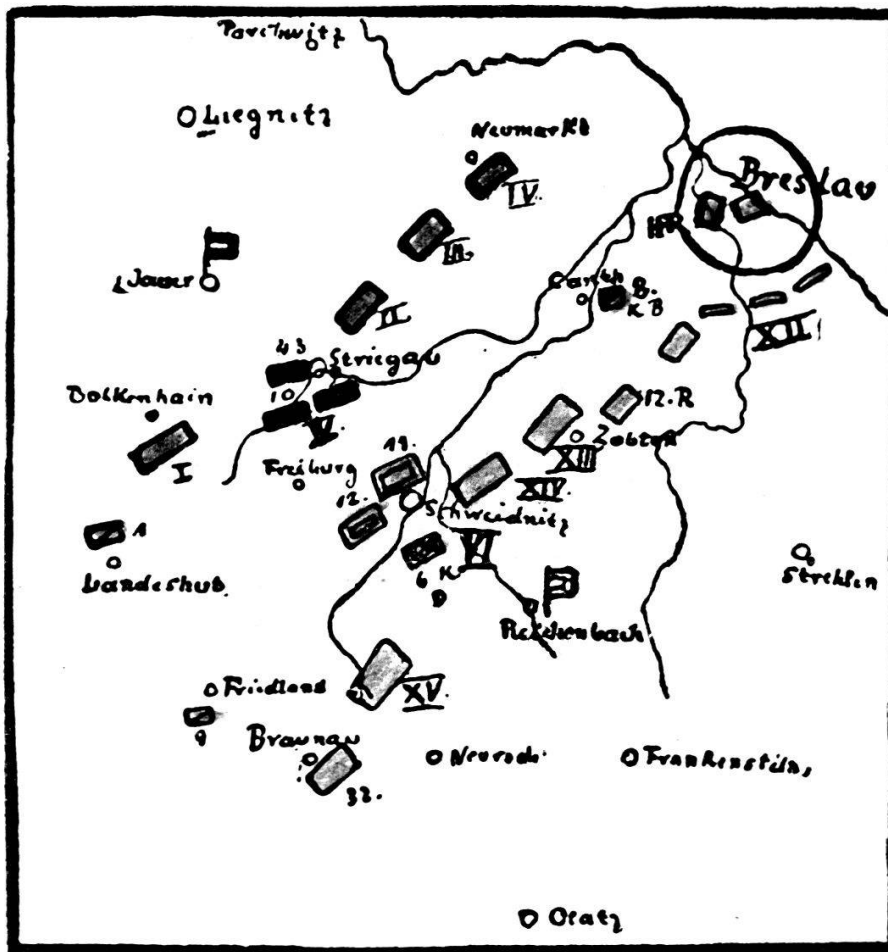 Parchwitz
Liegnitz
Neumarkt
IV.
Breslau
III.
Jauer
II
Canth
8.
K B
XII
43
Striegau
10
V.
12.R
Bolkenhain
I
Zobten
XIII
Freiburg
XIV.
12.
Schweidnitz
VI
6 K
D
Landeshut
Strehlen
Reichenbach
Friedland
XV.
Braunau
Neurode
Frankenstein
32.
Glatz